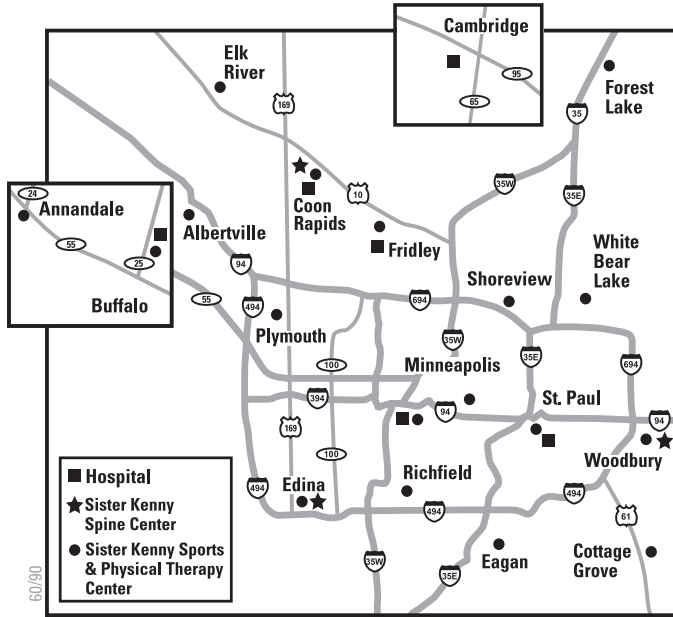 Cambridge
95
65
Elk
River
169
Forest
Lake
35
35W
35E
10
Coon
Rapids
Fridley
24
Annandale
55
25
Buffalo
Albertville
94
494
55
Plymouth
694
Shoreview
White
Bear
Lake
35W
35E
694
100
Minneapolis
394
94
St. Paul
94
Woodbury
169
100
Edina
Richfield
494
494
494
61
35W
35E
Eagan
Cottage
Grove
Hospital
Sister Kenny
Spine Center
Sister Kenny Sports
& Physical Therapy
Center
60/90